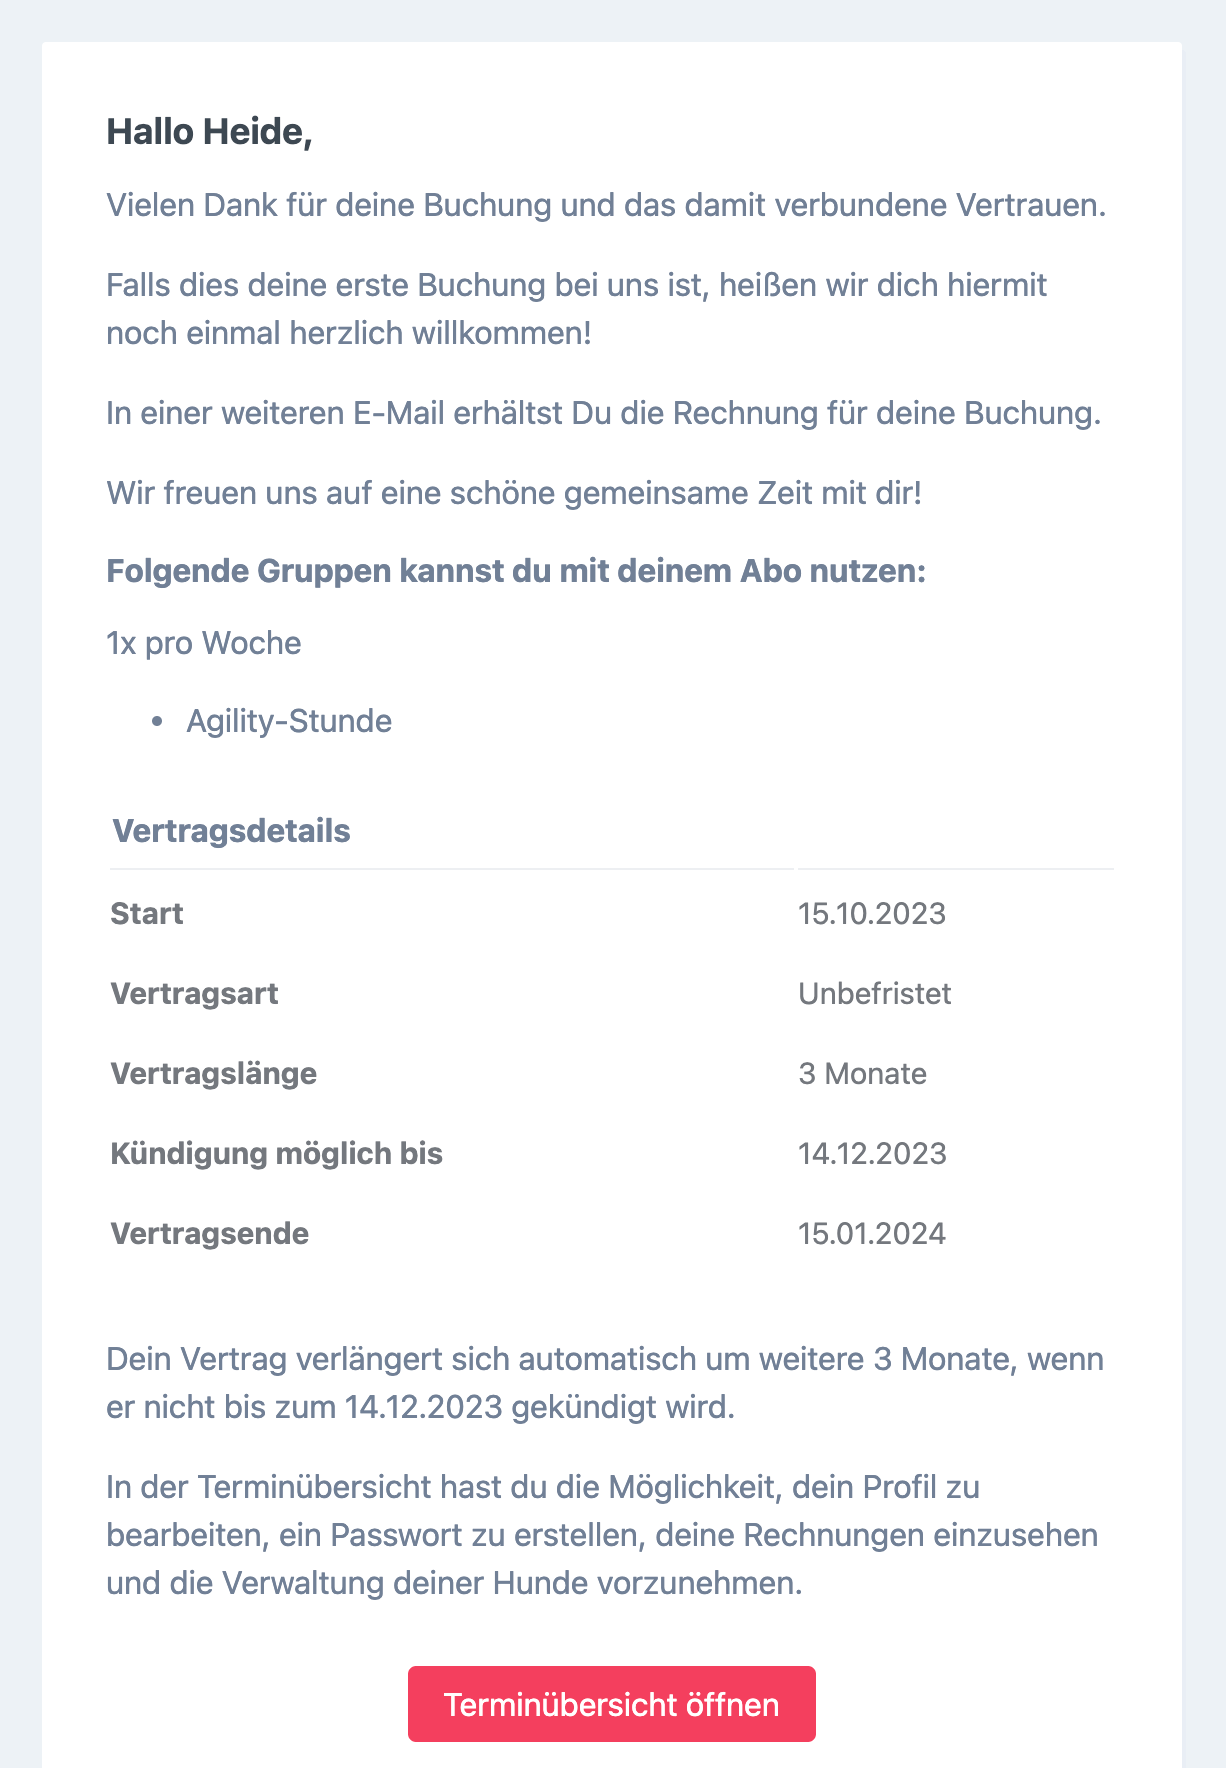 Hallo Heide,
Vielen Dank für deine Buchung und das damit verbundene Vertrauen.
Falls dies deine erste Buchung bei uns ist, heißen wir dich hiermit
noch einmal herzlich willkommen!
In einer weiteren E-Mail erhältst Du die Rechnung für deine Buchung.
Wir freuen uns auf eine schöne gemeinsame Zeit mit dir!
Folgende Gruppen kannst du mit deinem Abo nutzen:
1x pro Woche
• Agility-Stunde
Vertragsdetails
Start 15.10.2023
Vertragsart Unbefristet
Vertragslänge 3 Monate
Kündigung möglich bis 14.12.2023
Vertragsende 15.01.2024
Dein Vertrag verlängert sich automatisch um weitere 3 Monate, wenn
er nicht bis zum 14.12.2023 gekündigt wird.
In der Terminübersicht hast du die Möglichkeit, dein Profil zu
bearbeiten, ein Passwort zu erstellen, deine Rechnungen einzusehen
und die Verwaltung deiner Hunde vorzunehmen.
Terminübersicht öffnen